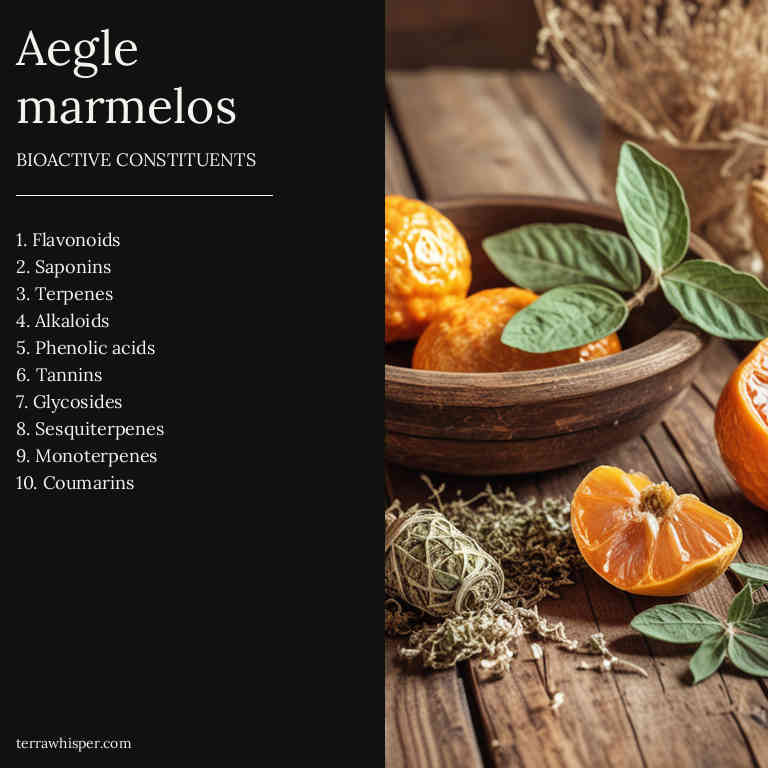 Aegle
marmelos
BIOACTIVE CONSTITUENTS
1. Flavonoids
2. Saponins
3. Terpenes
4. Alkaloids
5. Phenolic acids
6. Tannins
7. Glycosides
8. Sesquiterpenes
9. Monoterpenes
10. Coumarins
terrawhisper.com